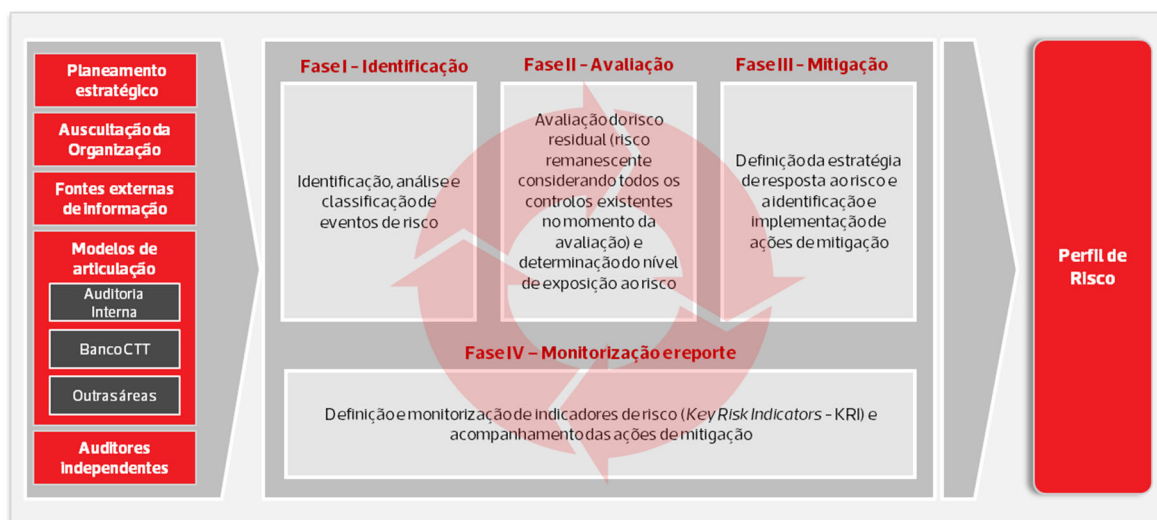 Planeamento
estratégico
Auscultação da
Organização
Fontes externas
de informação
Modelos de
articulação
Auditoria
Interna
Banco CTT
Outras áreas
Auditores
independentes
Fase I – Identificação
Identificação, análise e
classificação de
eventos de risco
Fase II – Avaliação
Avaliação do risco
residual (risco
remanescente
considerando todos os
controlos existentes
no momento da
avaliação) e
determinação do nível
de exposição ao risco
Fase III – Mitigação
Definição da estratégia
de resposta ao risco e
a identificação e
implementação de
ações de mitigação
Fase IV – Monitorização e reporte
Definição e monitorização de indicadores de risco (Key Risk Indicators - KRI) e
acompanhamento das ações de mitigação
Perfil de
Risco